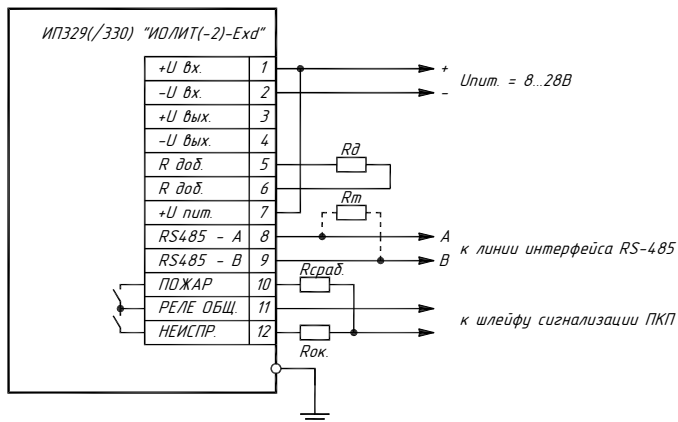 ИП329(/330) "ИОЛИТ(-2)-Exd"
+U вх. 1
-U вх. 2
+U вых. 3
-U вых. 4
R доб. 5
R доб. 6
+U пит. 7
RS485 - A 8
RS485 - B 9
ПОЖАР 10
РЕЛЕ ОБЩ. 11
НЕИСПР. 12
+
-
Uпит. = 8...28В
Rд
Rт
A
B
к линии интерфейса RS-485
Rсраб.
Rок.
к шлейфу сигнализации ПКП